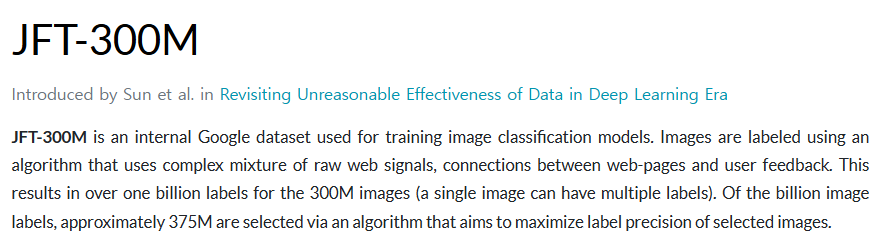 JFT-300M
Introduced by Sun et al. in Revisiting Unreasonable Effectiveness of Data in Deep Learning Era
JFT-300M is an internal Google dataset used for training image classification models. Images are labeled using an
algorithm that uses complex mixture of raw web signals, connections between web-pages and user feedback. This
results in over one billion labels for the 300M images (a single image can have multiple labels). Of the billion image
labels, approximately 375M are selected via an algorithm that aims to maximize label precision of selected images.